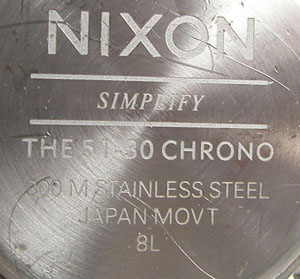 NIXON
SIMPLIFY
THE 51-30 CHRONO
300 M STAINLESS STEEL
JAPAN MOVT
8L